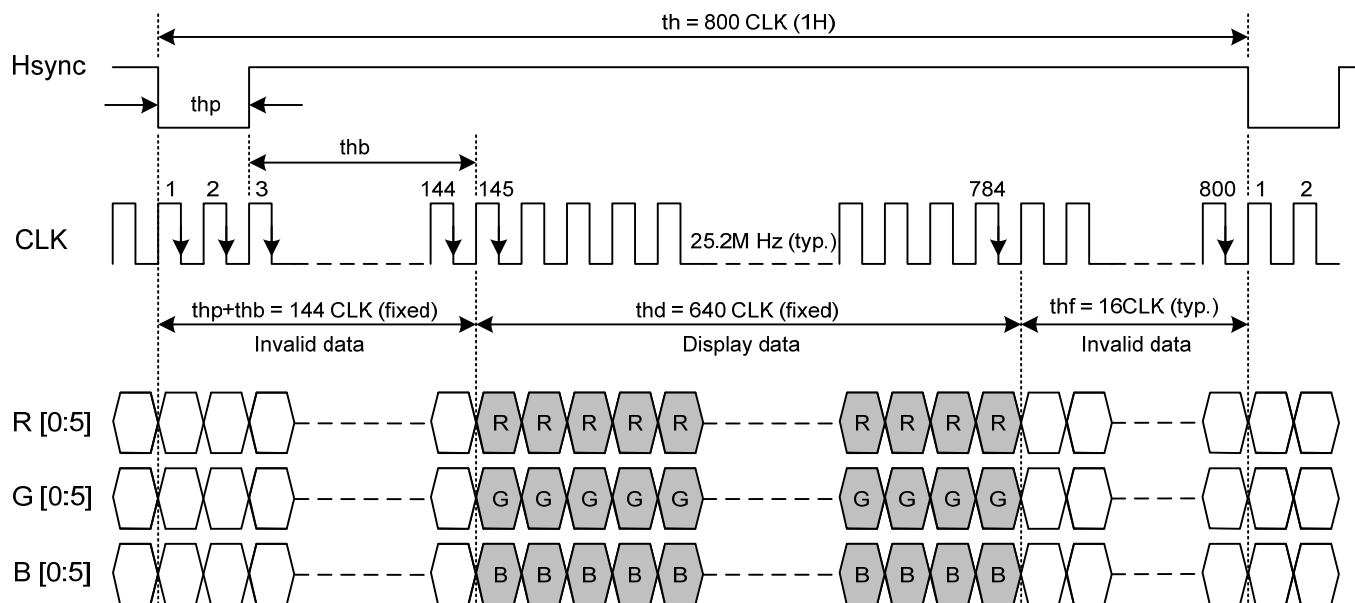 th = 800 CLK (1H)
Hsync
thp
thb
1 2 3 144 145 784 800 1 2
CLK
25.2M Hz (typ.)
thp+thb = 144 CLK (fixed) thd = 640 CLK (fixed) thf = 16CLK (typ.)
Invalid data Display data Invalid data
R [0:5] R R R R R R R R R
G [0:5] G G G G G G G G G
B [0:5] B B B B B B B B B